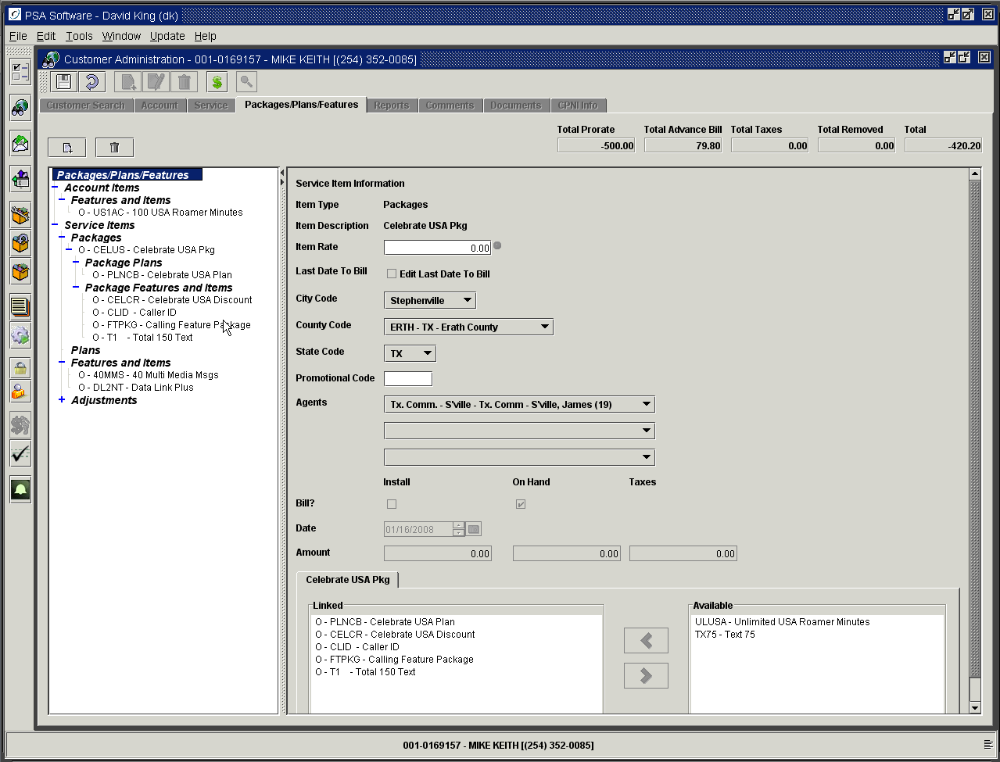 PSA Software - David King (dk)
File Edit Tools Window Update Help
Customer Administration - 001-0169157 - MIKE KEITH [(254) 352-0085]
Customer Search Account Service Packages/Plans/Features Reports Comments Documents CPNI Info
Total Prorate Total Advance Bill Total Taxes Total Removed Total
-500.00 79.80 0.00 0.00 -420.20
Packages/Plans/Features
Account Items
Features and Items
O - US1AC - 100 USA Roamer Minutes
Service Items
Packages
O - CELUS - Celebrate USA Pkg
Package Plans
O - PLNCB - Celebrate USA Plan
Package Features and Items
O - CELCR - Celebrate USA Discount
O - CLID - Caller ID
O - FTPKG - Calling Feature Package
O - T1 - Total 150 Text
Plans
Features and Items
O - 40MMS - 40 Multi Media Msgs
O - DL2NT - Data Link Plus
Adjustments
Service Item Information
Item Type Packages
Item Description Celebrate USA Pkg
Item Rate 0.00
Last Date To Bill Edit Last Date To Bill
City Code Stephenville
County Code ERTH - TX - Erath County
State Code TX
Promotional Code
Agents Tx. Comm. - S'ville - Tx. Comm - S'ville, James (19)
Install On Hand Taxes
Bill?
Date 01/16/2008
Amount 0.00 0.00 0.00
Celebrate USA Pkg
Linked
O - PLNCB - Celebrate USA Plan
O - CELCR - Celebrate USA Discount
O - CLID - Caller ID
O - FTPKG - Calling Feature Package
O - T1 - Total 150 Text
Available
ULUSA - Unlimited USA Roamer Minutes
TX75 - Text 75
001-0169157 - MIKE KEITH [(254) 352-0085]